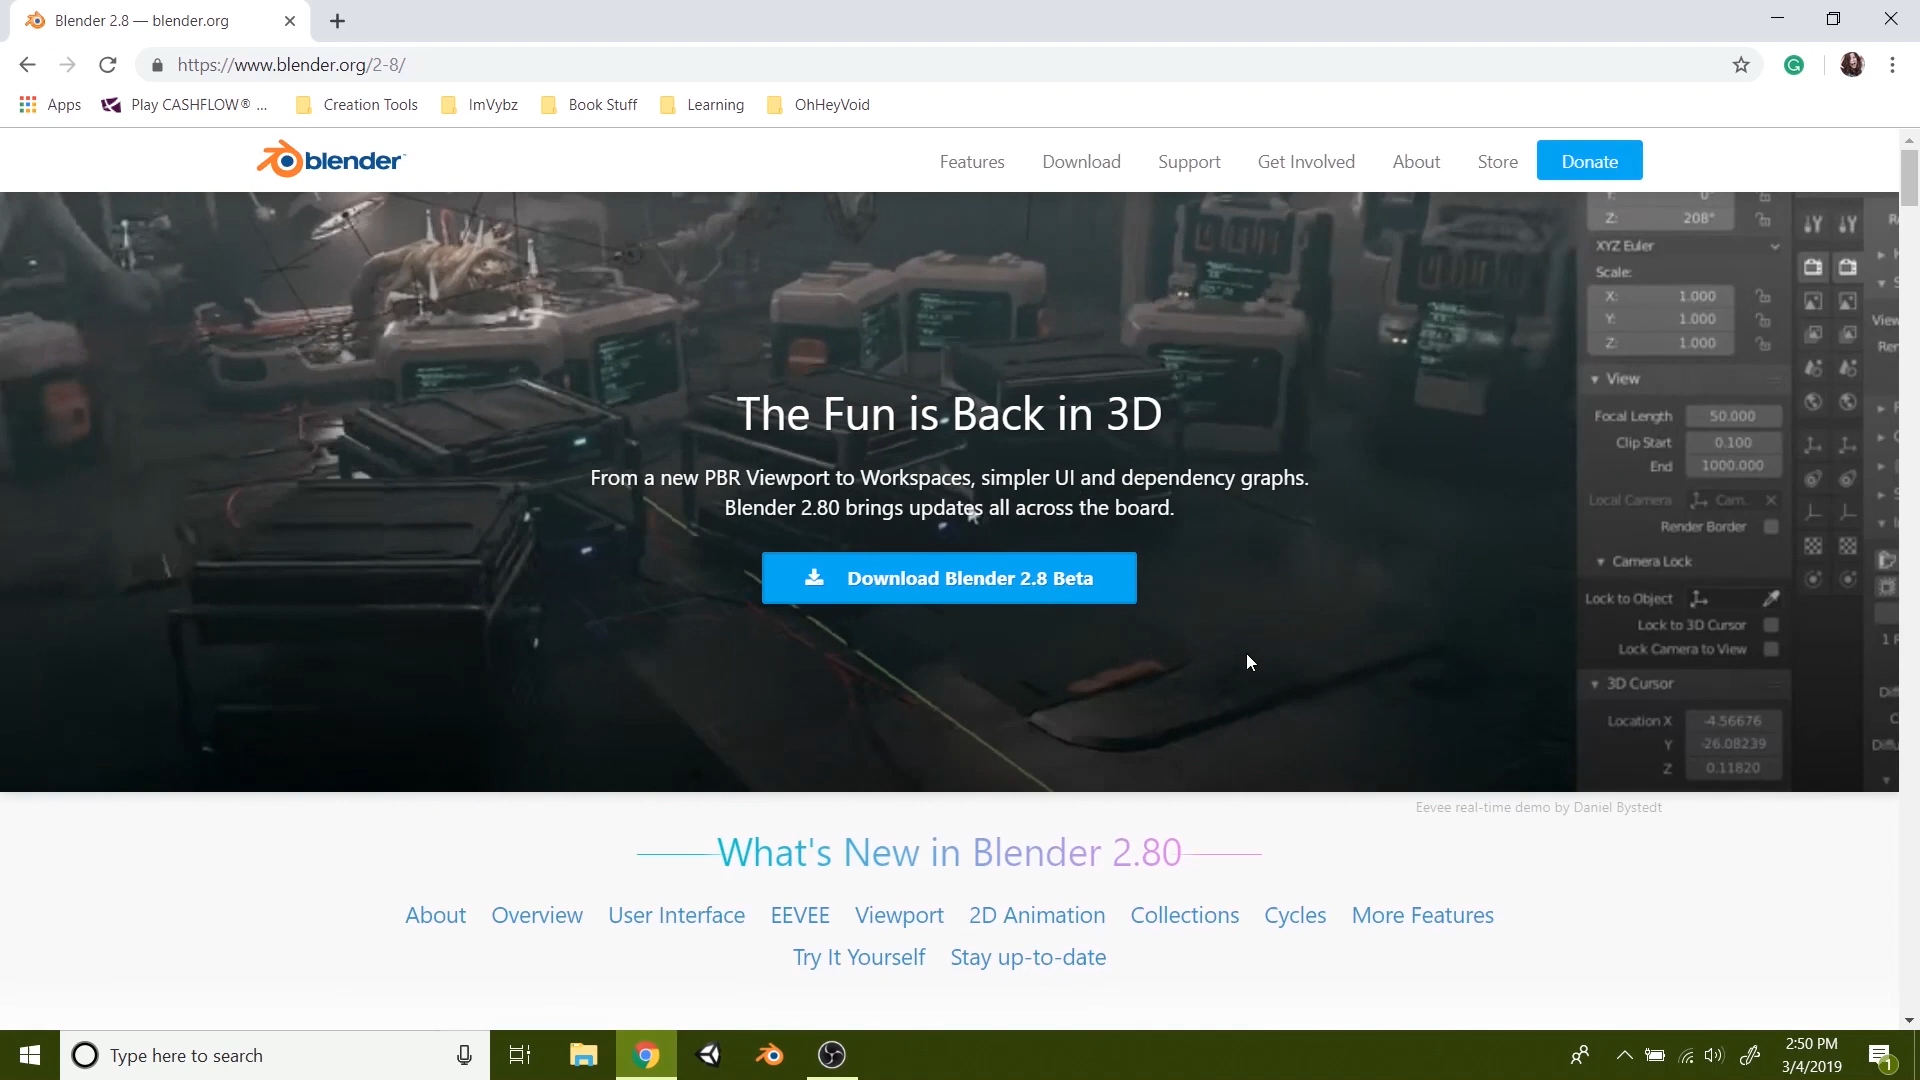 Blender 2.8 — blender.org
https://www.blender.org/2-8/
Apps
Play CASHFLOW® ...
Creation Tools
ImVybz
Book Stuff
Learning
OhHeyVoid
blender
Features
Download
Support
Get Involved
About
Store
Donate
0°
Z: 208°
XYZ Euler
Scale:
X: 1.000
Y: 1.000
Z: 1.000
View
Focal Length 50.000
Clip Start 0.100
End 1000.000
Local Camera Cam...
Render Border
Camera Lock
Lock to Object
Lock to 3D Cursor
Lock Camera to View
3D Cursor
Location X -4.56676
Y -26.08239
Z 0.11820
The Fun is Back in 3D
From a new PBR Viewport to Workspaces, simpler UI and dependency graphs.
Blender 2.80 brings updates all across the board.
Download Blender 2.8 Beta
Eevee real-time demo by Daniel Bystedt
What's New in Blender 2.80
About Overview User Interface EEVEE Viewport 2D Animation Collections Cycles More Features
Try It Yourself Stay up-to-date
Type here to search
2:50 PM
3/4/2019
1